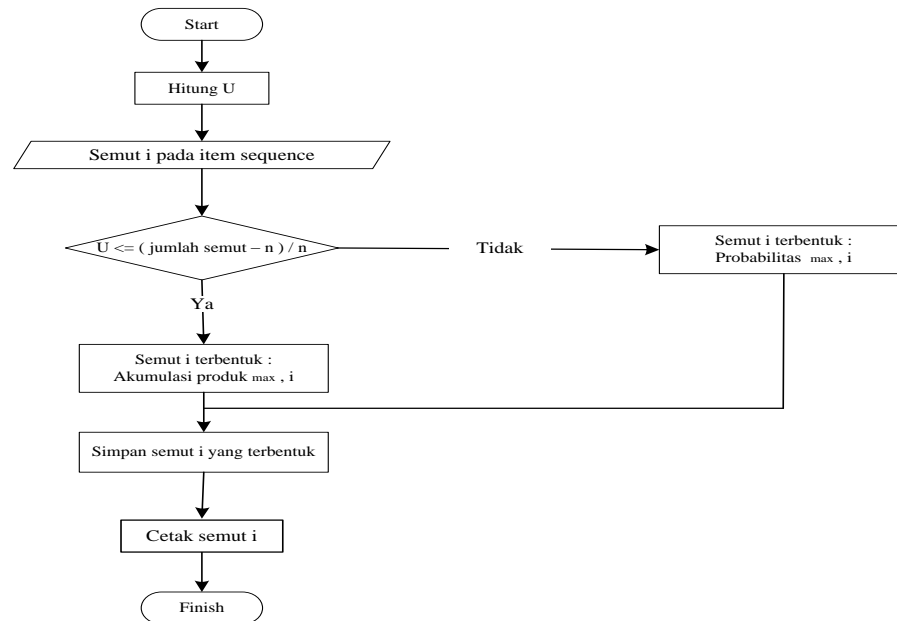 Start
Hitung U
Semut i pada item sequence
U <= ( jumlah semut – n ) / n
Tidak
Semut i terbentuk :
Probabilitas max , i
Ya
Semut i terbentuk :
Akumulasi produk max , i
Simpan semut i yang terbentuk
Cetak semut i
Finish